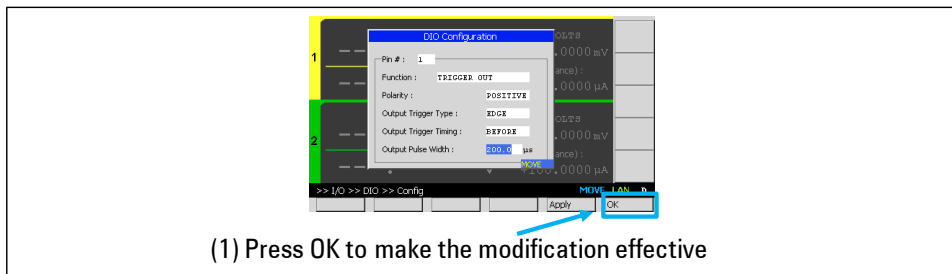 DIO Configuration
Pin # : 1
Function : TRIGGER OUT
Polarity : POSITIVE
Output Trigger Type : EDGE
Output Trigger Timing : BEFORE
Output Pulse Width : 200.0 µs
MOVE
1
OLTS
.0000 mV
ance) :
.0000 µA
2
OLTS
.0000 mV
ance) :
.0000 µA
>> I/O >> DIO >> Config
MOVE LAN
Apply
OK
(1) Press OK to make the modification effective